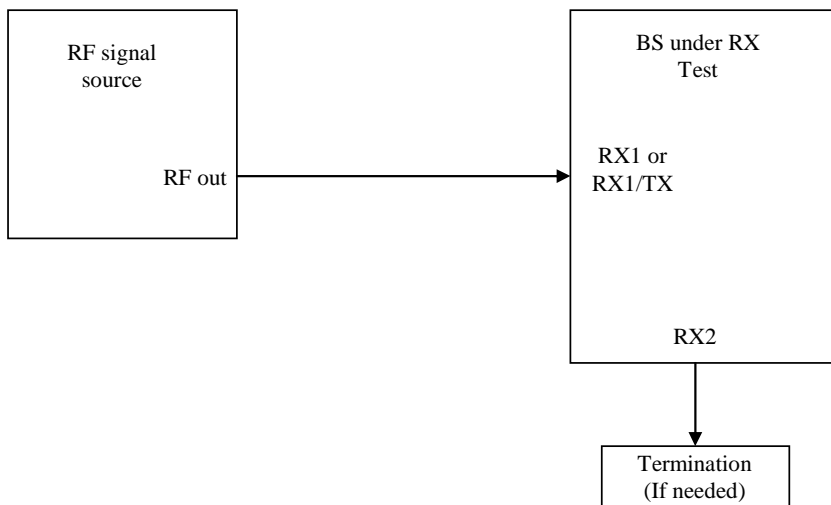 RF signal
source
RF out
BS under RX
Test
RX1 or
RX1/TX
RX2
Termination
(If needed)